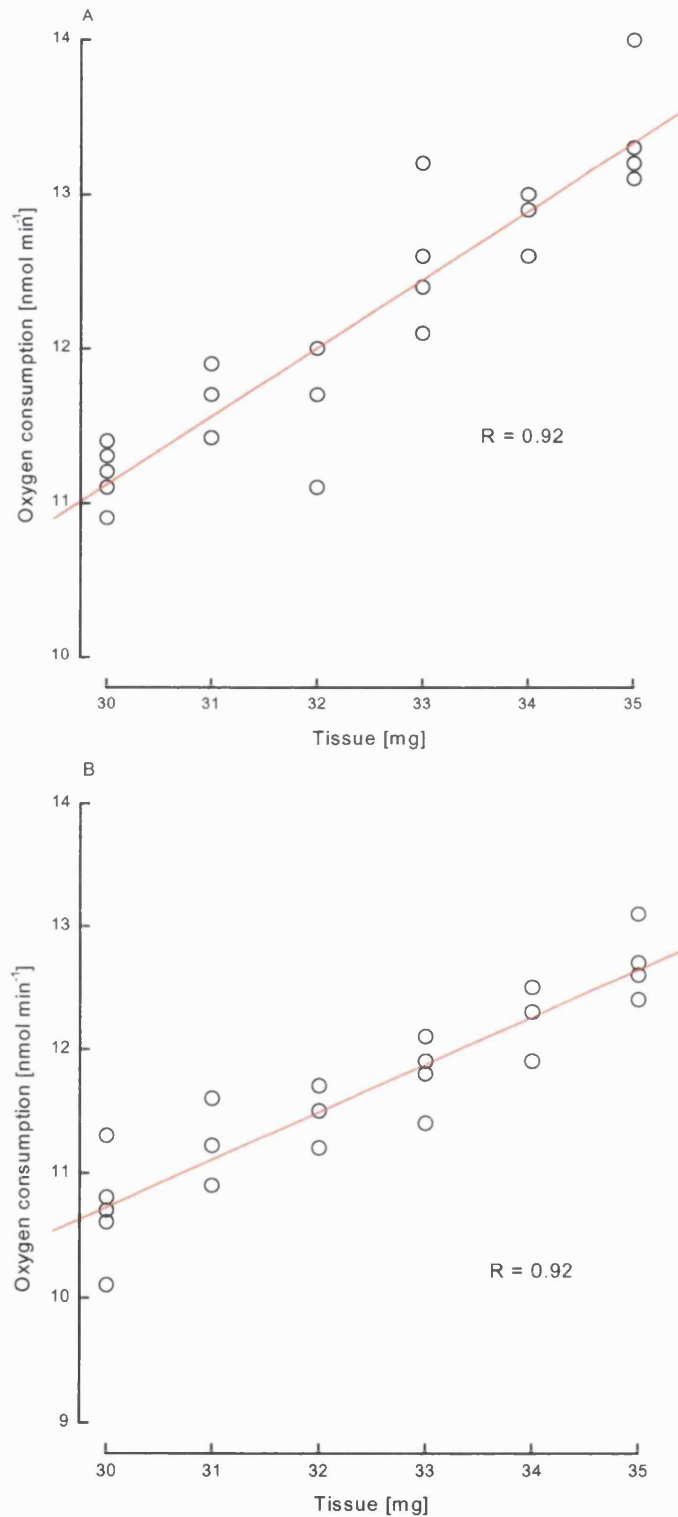 A
14
13
12
11
10
Oxygen consumption [nmol min-1]
R = 0.92
30 31 32 33 34 35
Tissue [mg]
B
14
13
12
11
10
9
Oxygen consumption [nmol min-1]
R = 0.92
30 31 32 33 34 35
Tissue [mg]